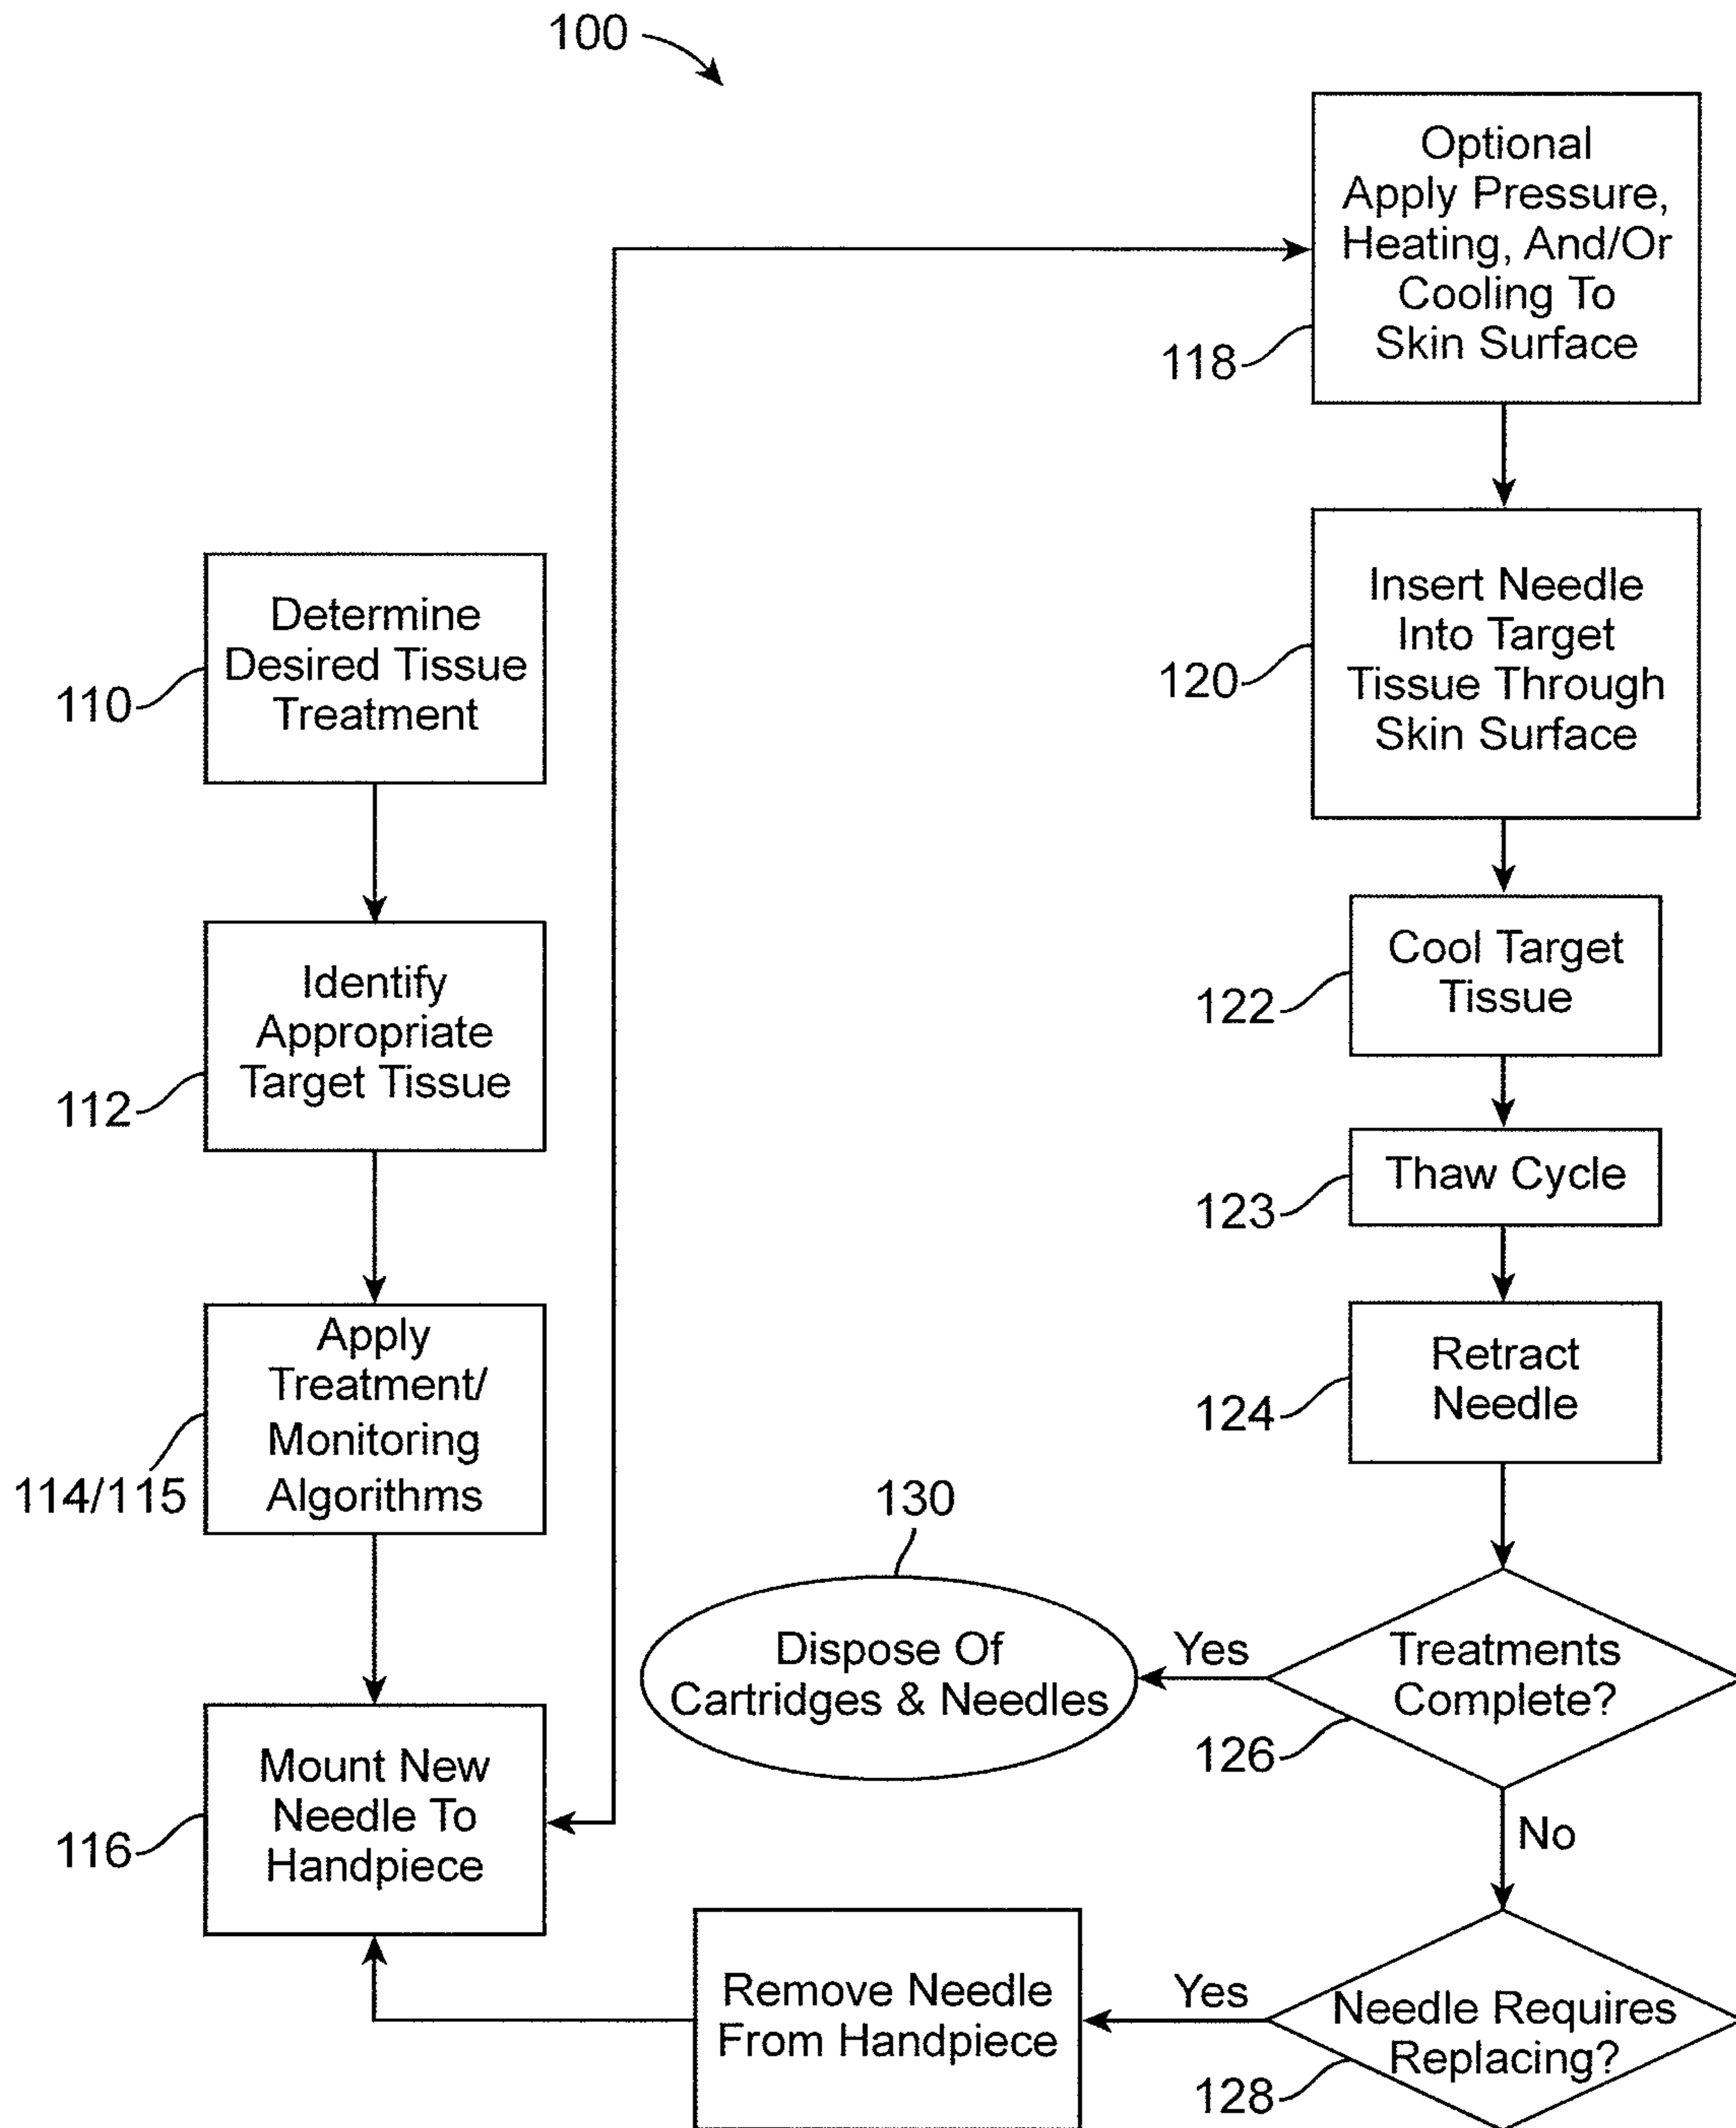 100
Optional
Apply Pressure,
Heating, And/Or
Cooling To
Skin Surface
118
Insert Needle
Into Target
Tissue Through
Skin Surface
120
Determine
Desired Tissue
Treatment
110
Cool Target
Tissue
122
Identify
Appropriate
Target Tissue
112
Thaw Cycle
123
Apply
Treatment/
Monitoring
Algorithms
114/115
Retract
Needle
124
130
Dispose Of
Cartridges & Needles
Yes
Treatments
Complete?
126
Mount New
Needle To
Handpiece
116
No
Remove Needle
From Handpiece
Yes
Needle Requires
Replacing?
128